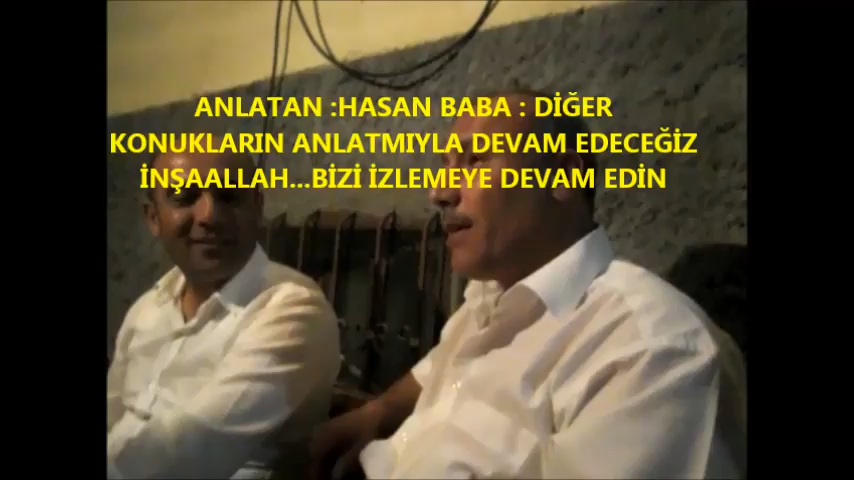 ANLATAN :HASAN BABA : DİĞER
KONUKLARIN ANLATMIYLA DEVAM EDECEĞİZ
İNŞAALLAH...BİZİ İZLEMEYE DEVAM EDİN